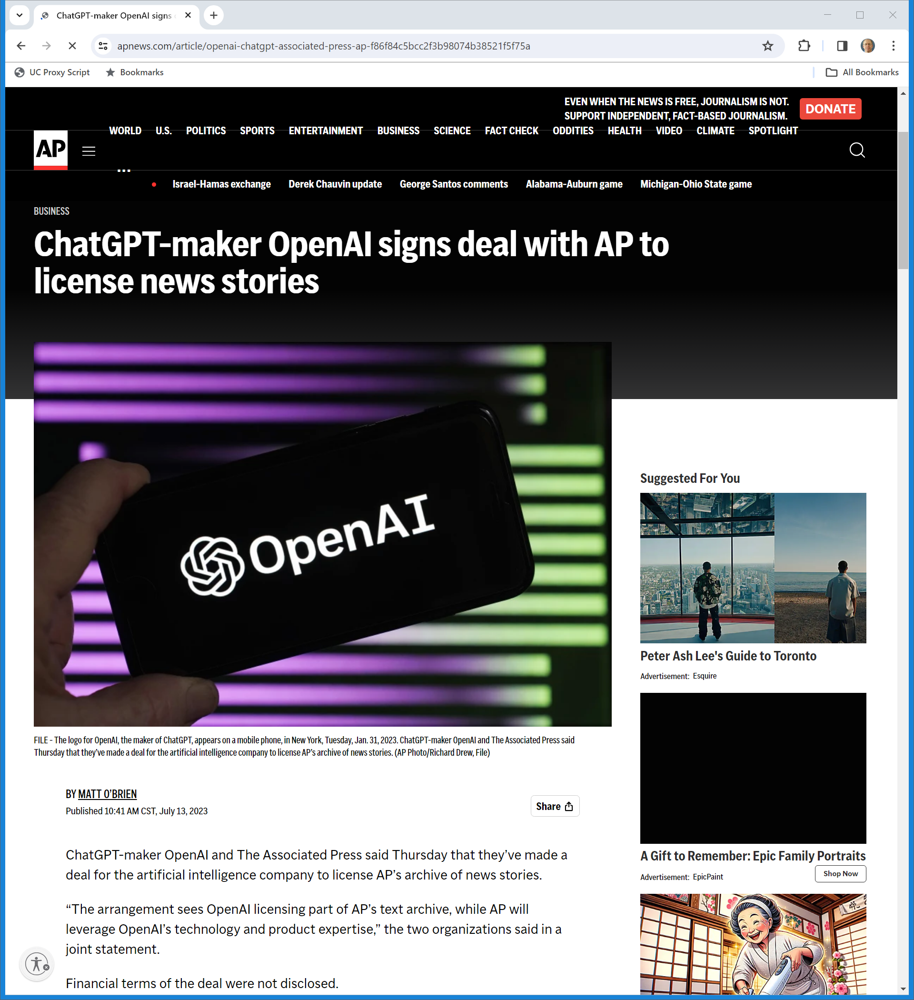 ChatGPT-maker OpenAI signs
apnews.com/article/openai-chatgpt-associated-press-ap-f86f84c5bcc2f3b98074b38521f5f75a
UC Proxy Script Bookmarks All Bookmarks
EVEN WHEN THE NEWS IS FREE, JOURNALISM IS NOT.
SUPPORT INDEPENDENT, FACT-BASED JOURNALISM.
DONATE
WORLD U.S. POLITICS SPORTS ENTERTAINMENT BUSINESS SCIENCE FACT CHECK ODDITIES HEALTH VIDEO CLIMATE SPOTLIGHT
AP
...
Israel-Hamas exchange Derek Chauvin update George Santos comments Alabama-Auburn game Michigan-Ohio State game
BUSINESS
ChatGPT-maker OpenAI signs deal with AP to
license news stories
OpenAI
FILE - The logo for OpenAI, the maker of ChatGPT, appears on a mobile phone, in New York, Tuesday, Jan. 31, 2023. ChatGPT-maker OpenAI and The Associated Press said
Thursday that they’ve made a deal for the artificial intelligence company to license AP’s archive of news stories. (AP Photo/Richard Drew, File)
BY MATT O’BRIEN
Published 10:41 AM CST, July 13, 2023
Share
ChatGPT-maker OpenAI and The Associated Press said Thursday that they’ve made a
deal for the artificial intelligence company to license AP’s archive of news stories.
“The arrangement sees OpenAI licensing part of AP’s text archive, while AP will
leverage OpenAI’s technology and product expertise,” the two organizations said in a
joint statement.
Financial terms of the deal were not disclosed.
Suggested For You
Peter Ash Lee's Guide to Toronto
Advertisement: Esquire
A Gift to Remember: Epic Family Portraits
Advertisement: EpicPaint
Shop Now